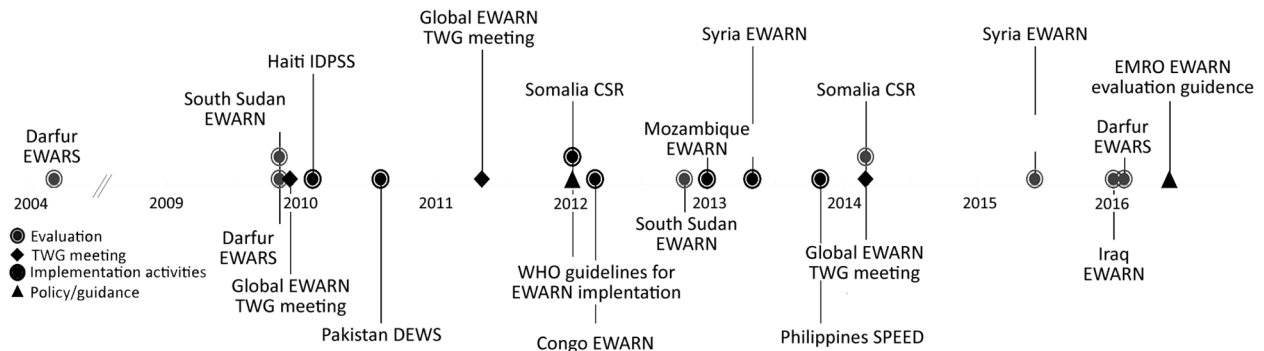 Global EWARN
TWG meeting
Syria EWARN
Syria EWARN
Haiti IDPSS
EMRO EWARN
evaluation guidence
South Sudan
EWARN
Somalia CSR
Somalia CSR
Darfur
EWARS
Mozambique
EWARN
Darfur
EWARS
2004
2009
2010
2011
2012
2013
2014
2015
2016
Evaluation
TWG meeting
Implementation activities
Policy/guidance
Darfur
EWARS
Global EWARN
TWG meeting
Pakistan DEWS
WHO guidelines for
EWARN implentation
Congo EWARN
South Sudan
EWARN
Global EWARN
TWG meeting
Philippines SPEED
Iraq
EWARN